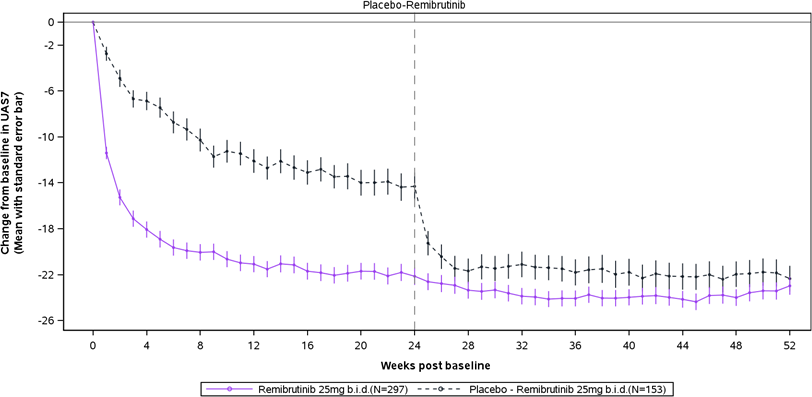 Placebo-Remibrutinib
0
-2
-6
-10
-14
-18
-22
-26
Change from baseline in UAS7
(Mean with standard error bar)
0 4 8 12 16 20 24 28 32 36 40 44 48 52
Weeks post baseline
Remibrutinib 25mg b.i.d.(N=297) Placebo - Remibrutinib 25mg b.i.d.(N=153)